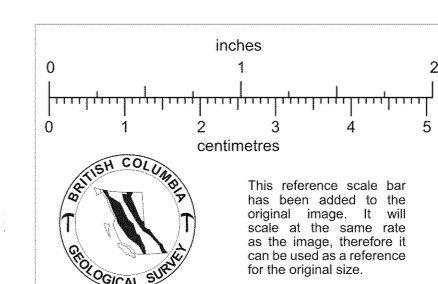 inches
0 1 2
0 1 2 3 4 5
centimetres
BRITISH COLUMBIA
GEOLOGICAL SURVEY
This reference scale bar
has been added to the
original image. It will
scale at the same rate
as the image, therefore it
can be used as a reference
for the original size.